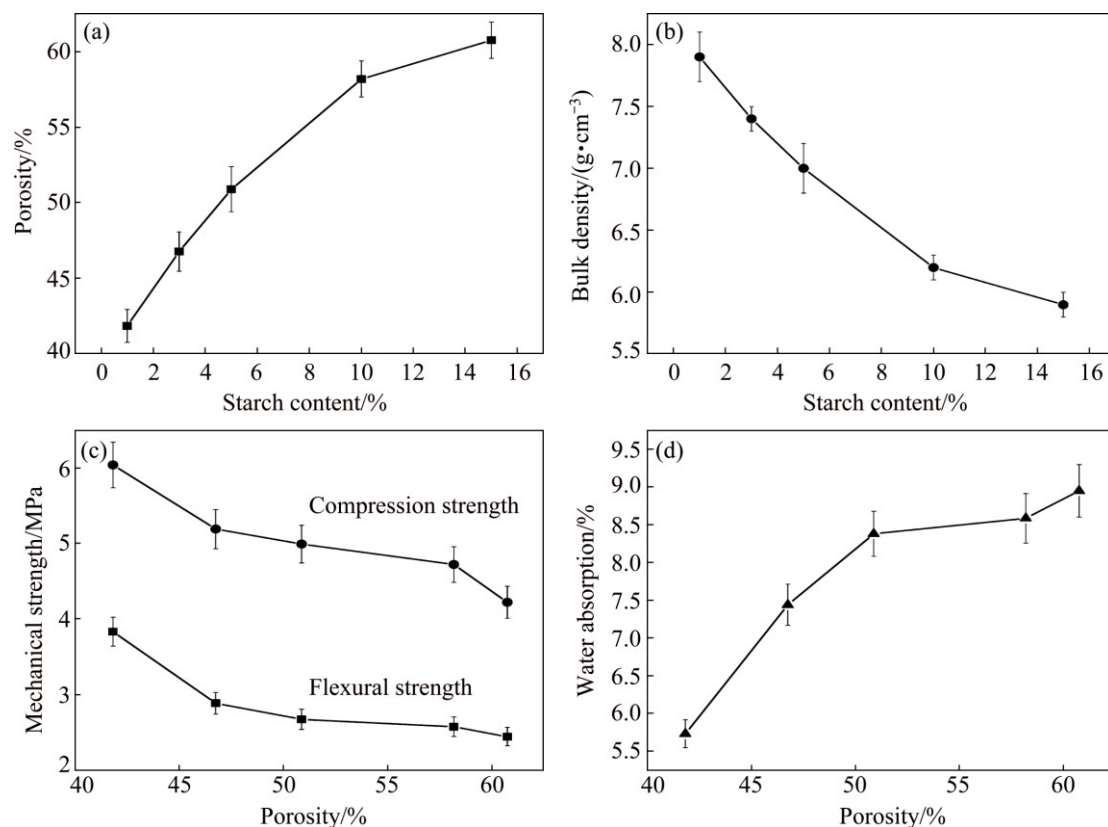 (a)
Porosity/%
60
55
50
45
40
0 2 4 6 8 10 12 14 16
Starch content/%
(b)
Bulk density/(g•cm⁻³)
8.0
7.5
7.0
6.5
6.0
5.5
0 2 4 6 8 10 12 14 16
Starch content/%
(c)
Mechanical strength/MPa
6
5
4
3
2
Compression strength
Flexural strength
40 45 50 55 60
Porosity/%
(d)
Water absorption/%
9.5
9.0
8.5
8.0
7.5
7.0
6.5
6.0
5.5
40 45 50 55 60
Porosity/%